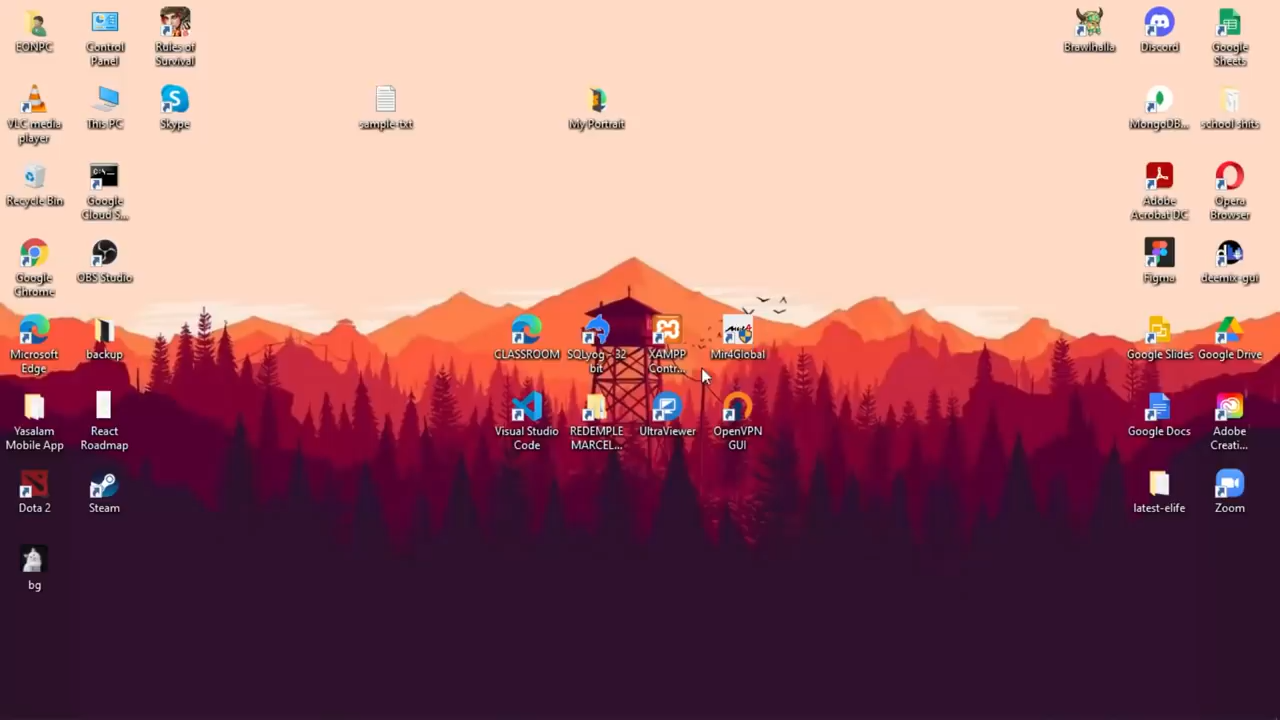 EONPC
Control
Panel
Rules of
Survival
Brawlhalla
Discord
Google
Sheets
VLC media
player
This PC
Skype
sample-txt
My Portrait
MongoDB...
school-shits
Recycle Bin
Google
Cloud S...
Adobe
Acrobat DC
Opera
Browser
Google
Chrome
OBS Studio
Figma
deemix-gui
Microsoft
Edge
backup
CLASSROOM
SQLyog - 32
bit
XAMPP
Contr...
Mir4Global
Google Slides
Google Drive
Yasalam
Mobile App
React
Roadmap
Visual Studio
Code
REDEMPLE
MARCEL...
UltraViewer
OpenVPN
GUI
Google Docs
Adobe
Creati...
Dota 2
Steam
latest-elife
Zoom
bg